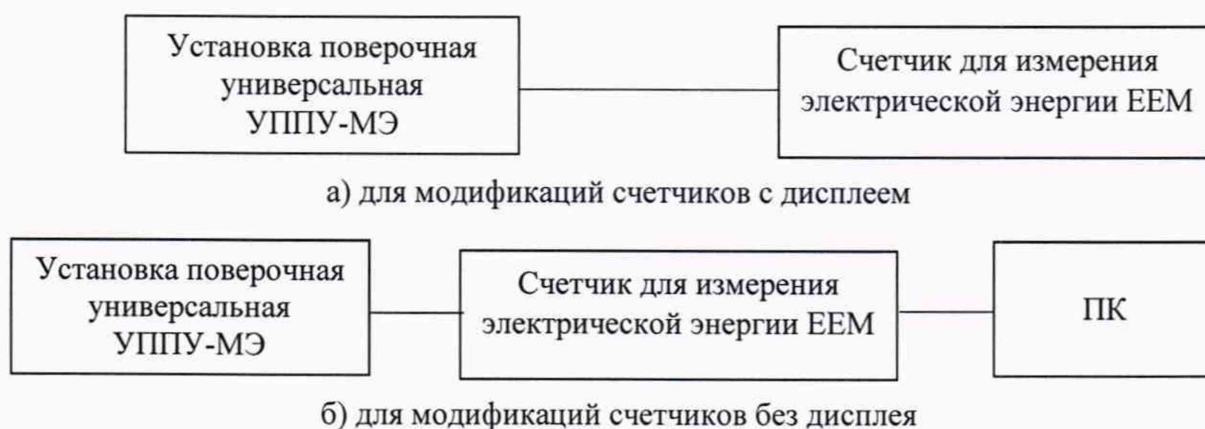 Установка поверочная
универсальная
УППУ-МЭ
Счетчик для измерения
электрической энергии ЕЕМ
а) для модификаций счетчиков с дисплеем
Установка поверочная
универсальная
УППУ-МЭ
Счетчик для измерения
электрической энергии ЕЕМ
ПК
б) для модификаций счетчиков без дисплея